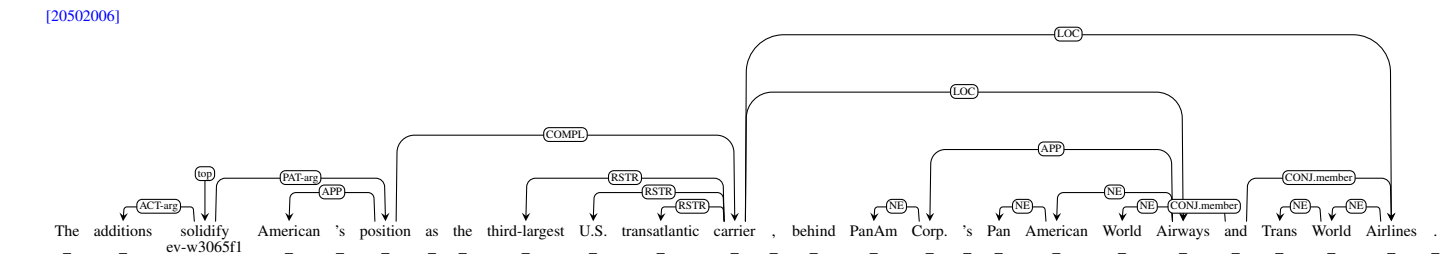 [20502006]
LOC
LOC
COMPL
APP
top PAT-arg RSTR CONJ.member
APP RSTR NE
ACT-arg RSTR NE NE NE CONJ.member NE NE
The additions solidify American 's position as the third-largest U.S. transatlantic carrier , behind PanAm Corp. 's Pan American World Airways and Trans World Airlines .
ev-w3065f1
_ _ _ _ _ _ _ _ _ _ _ _ _ _ _ _ _ _ _ _ _ _ _ _ _